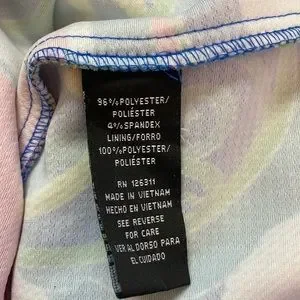 96%POLYESTER/
POLIÉSTER
4%SPANDEX
LINING/FORRO
100%POLYESTER/
POLIÉSTER
RN 126311
MADE IN VIETNAM
HECHO EN VIETNAM
SEE REVERSE
FOR CARE
VER AL DORSO PARA
EL CUIDADO